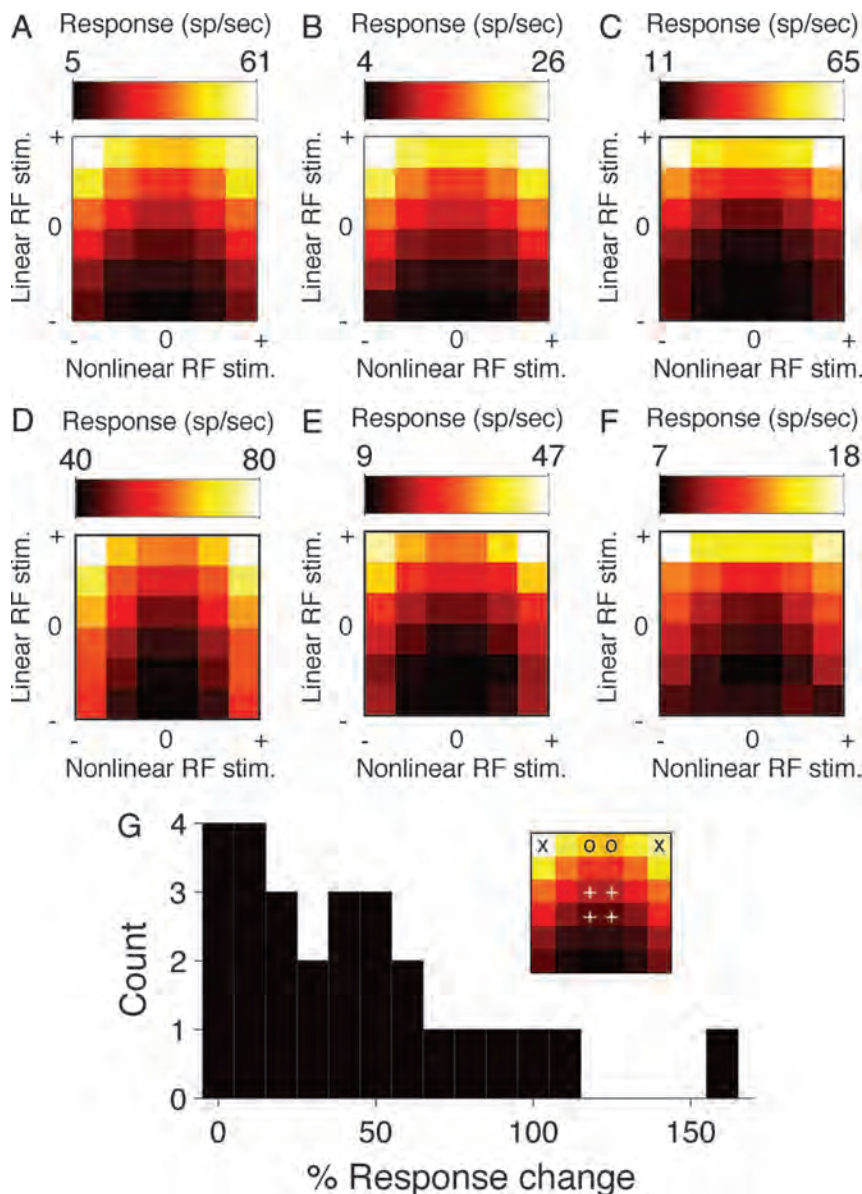 A Response (sp/sec)
5 61
+
Linear RF stim.
0
-
- 0 +
Nonlinear RF stim.
B Response (sp/sec)
4 26
+
Linear RF stim.
0
-
- 0 +
Nonlinear RF stim.
C Response (sp/sec)
11 65
+
Linear RF stim.
0
-
- 0 +
Nonlinear RF stim.
D Response (sp/sec)
40 80
+
Linear RF stim.
0
-
- 0 +
Nonlinear RF stim.
E Response (sp/sec)
9 47
+
Linear RF stim.
0
-
- 0 +
Nonlinear RF stim.
F Response (sp/sec)
7 18
+
Linear RF stim.
0
-
- 0 +
Nonlinear RF stim.
G
4
3
2
1
0
Count
x o o x
+ +
+ +
0 50 100 150
% Response change